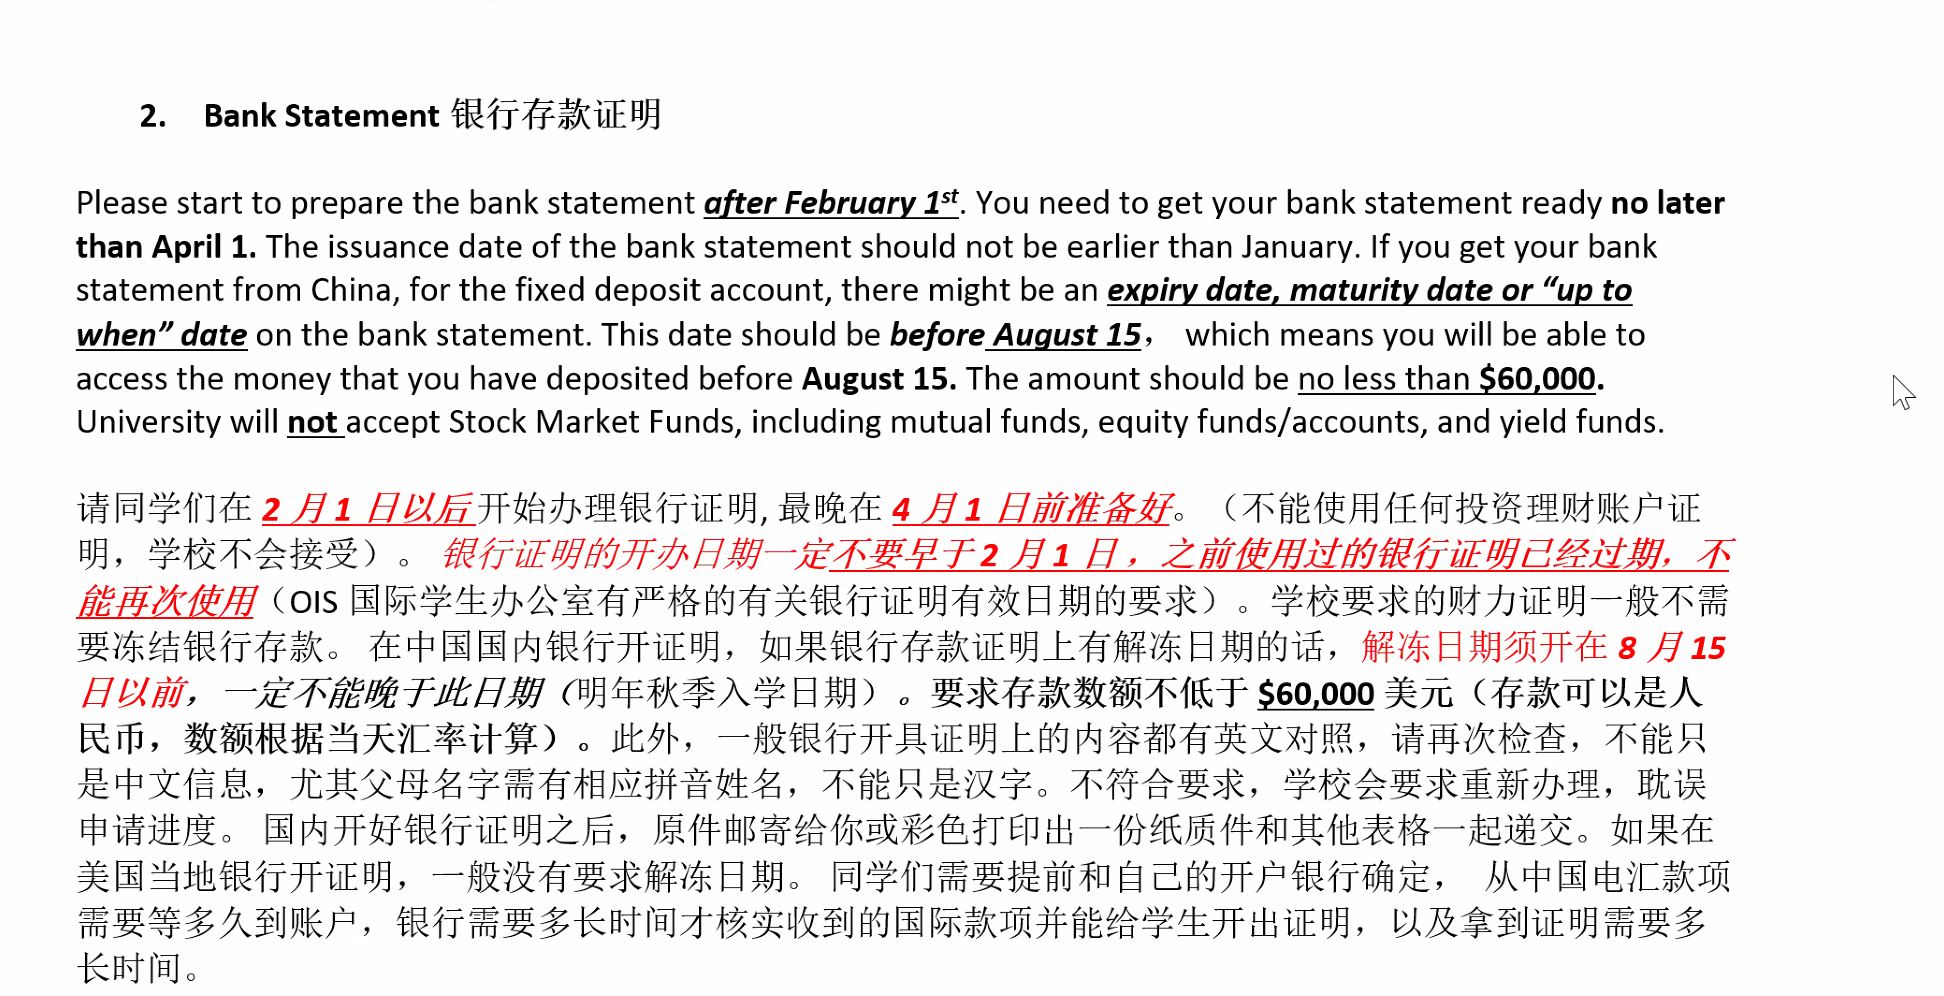 2. Bank Statement 银行存款证明
Please start to prepare the bank statement after February 1st. You need to get your bank statement ready no later
than April 1. The issuance date of the bank statement should not be earlier than January. If you get your bank
statement from China, for the fixed deposit account, there might be an expiry date, maturity date or “up to
when” date on the bank statement. This date should be before August 15， which means you will be able to
access the money that you have deposited before August 15. The amount should be no less than $60,000.
University will not accept Stock Market Funds, including mutual funds, equity funds/accounts, and yield funds.
请同学们在 2 月 1 日以后开始办理银行证明, 最晚在 4 月 1 日前准备好。（不能使用任何投资理财账户证
明，学校不会接受）。 银行证明的开办日期一定不要早于 2 月 1 日，之前使用过的银行证明已经过期，不
能再次使用（OIS 国际学生办公室有严格的有关银行证明有效日期的要求）。学校要求的财力证明一般不需
要冻结银行存款。 在中国国内银行开证明，如果银行存款证明上有解冻日期的话，解冻日期须开在 8 月 15
日以前，一定不能晚于此日期（明年秋季入学日期）。要求存款数额不低于 $60,000 美元（存款可以是人
民币，数额根据当天汇率计算）。此外，一般银行开具证明上的内容都有英文对照，请再次检查，不能只
是中文信息，尤其父母名字需有相应拼音姓名，不能只是汉字。不符合要求，学校会要求重新办理，耽误
申请进度。 国内开好银行证明之后，原件邮寄给你或彩色打印出一份纸质件和其他表格一起递交。如果在
美国当地银行开证明，一般没有要求解冻日期。 同学们需要提前和自己的开户银行确定， 从中国电汇款项
需要等多久到账户，银行需要多长时间才核实收到的国际款项并能给学生开出证明，以及拿到证明需要多
长时间。